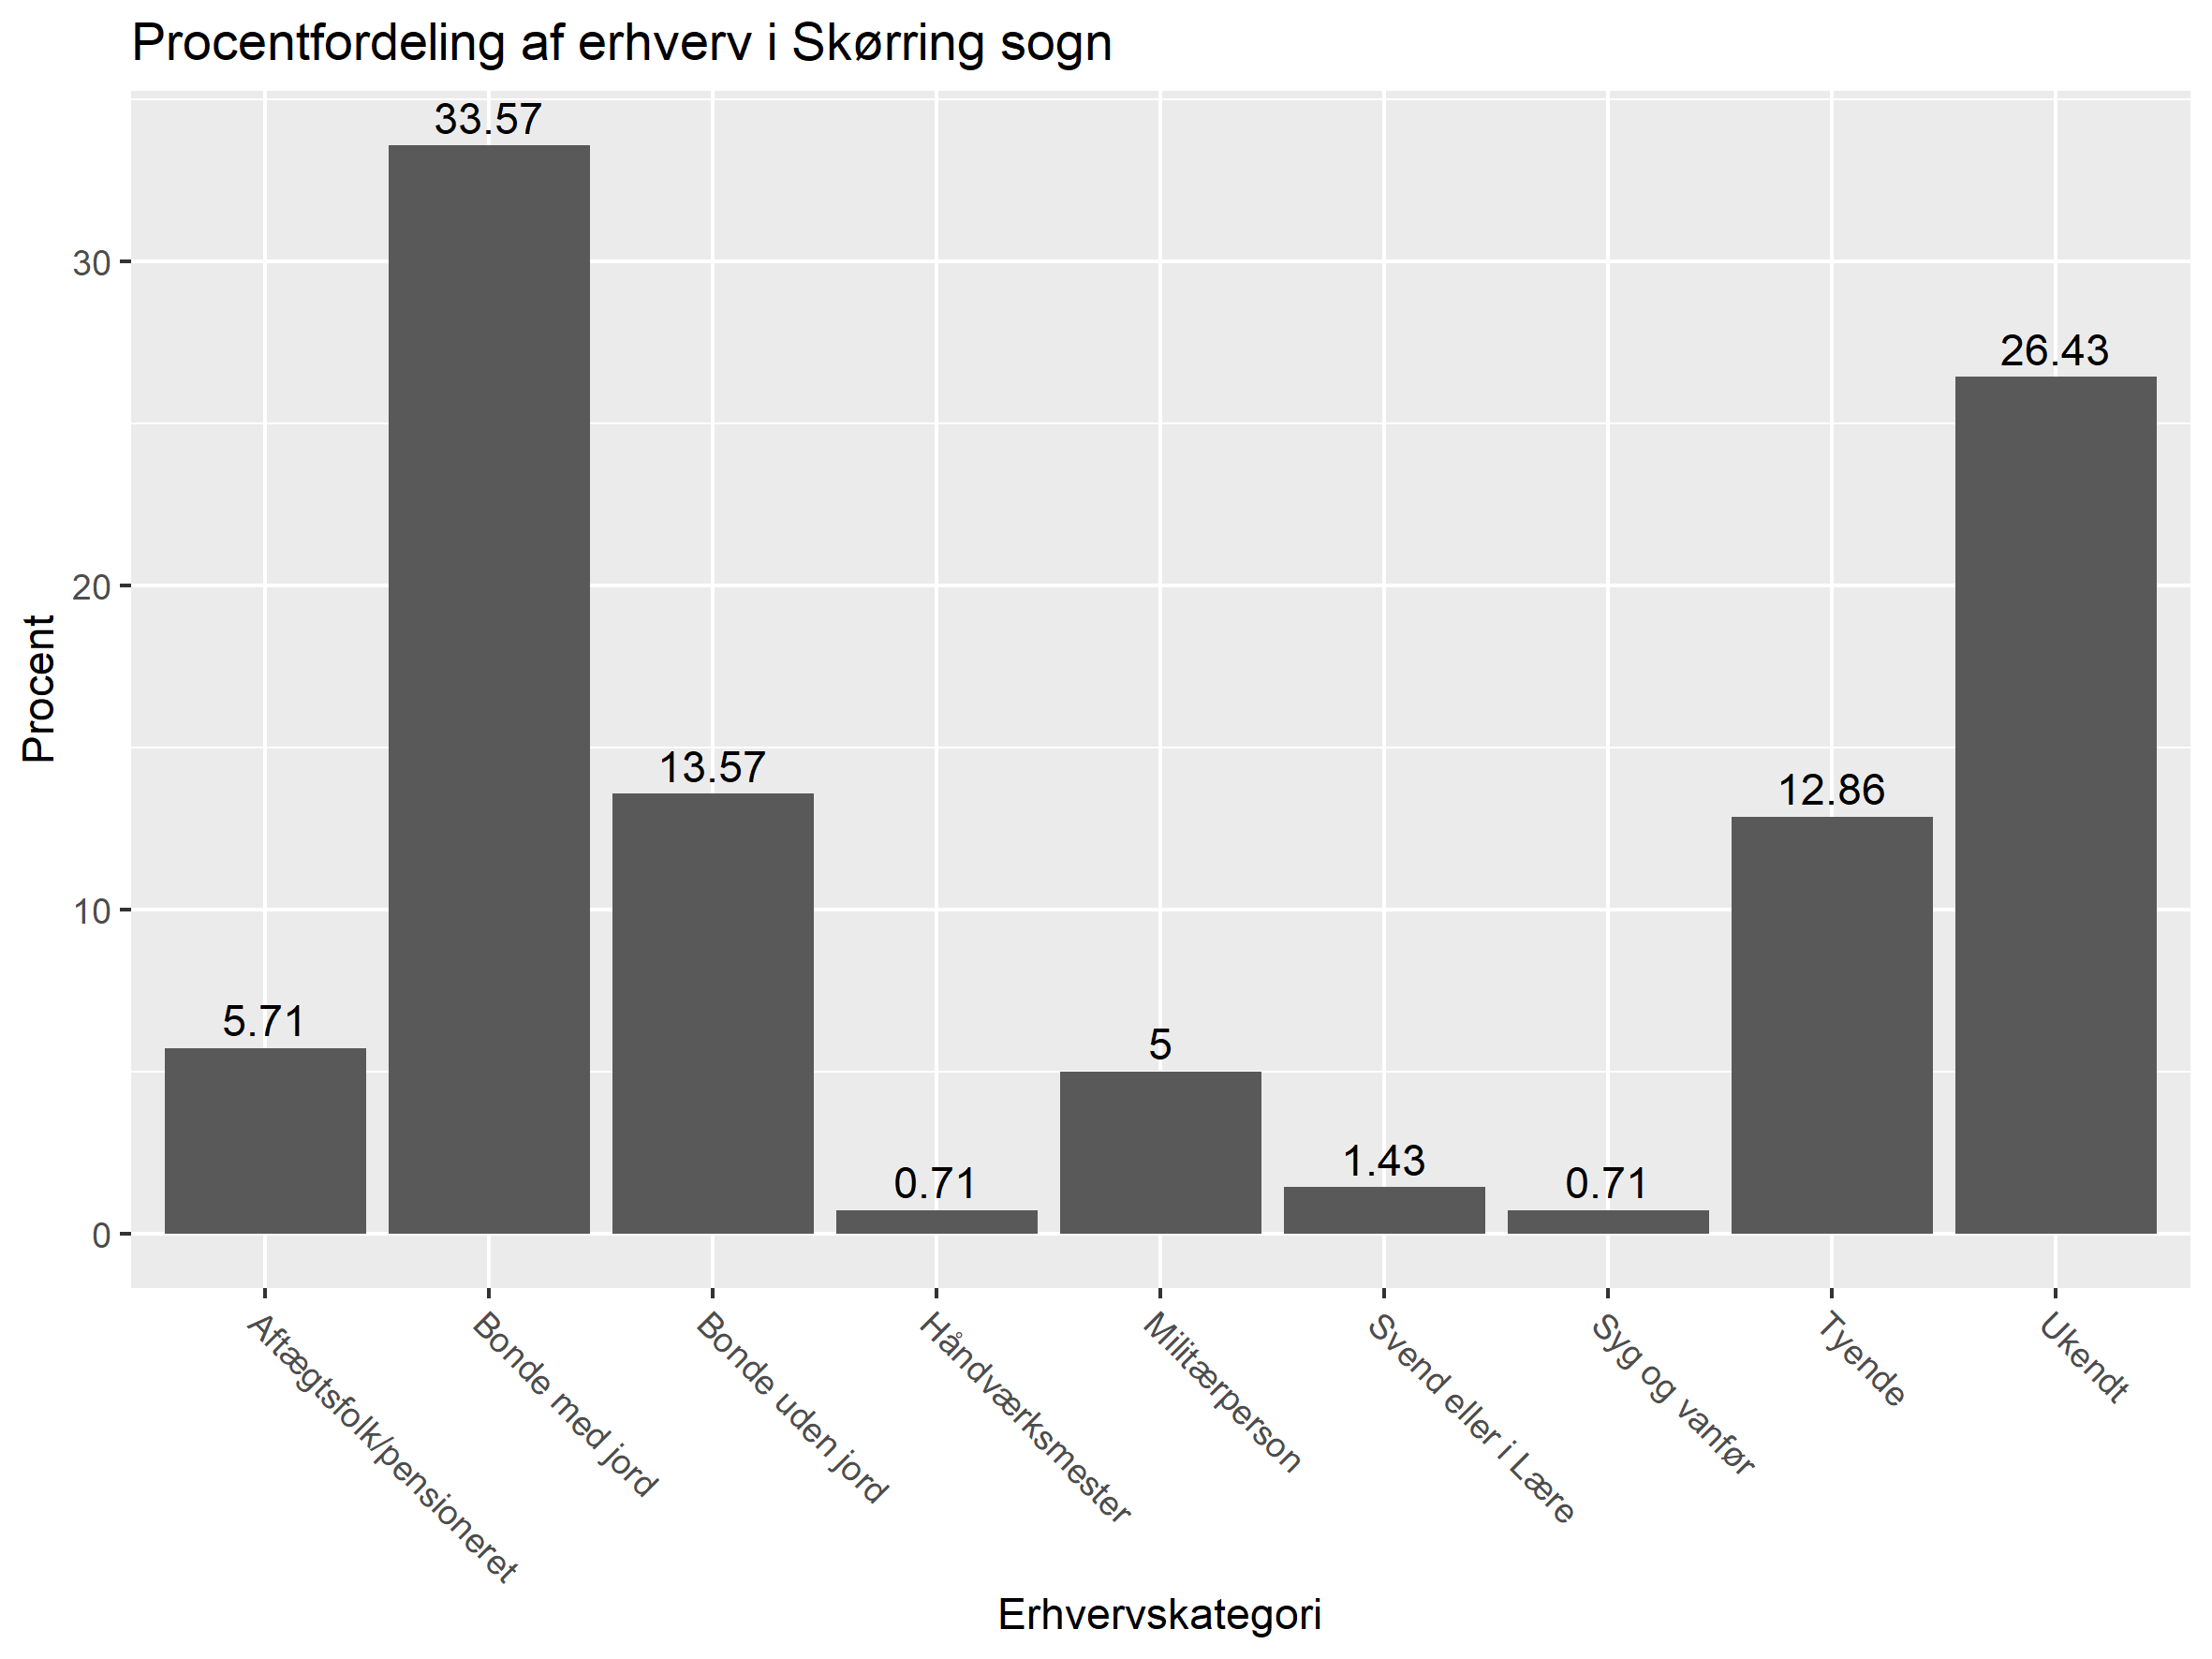 Procentfordeling af erhverv i Skørring sogn
33.57
30
26.43
20
Procent
13.57
12.86
10
5.71
5
1.43
0.71
0.71
0
Aftægtsfolk/pensioneret
Bonde med jord
Bonde uden jord
Håndværksmester
Militærperson
Svend eller i Lære
Syg og vanfør
Tyende
Ukendt
Erhvervskategori